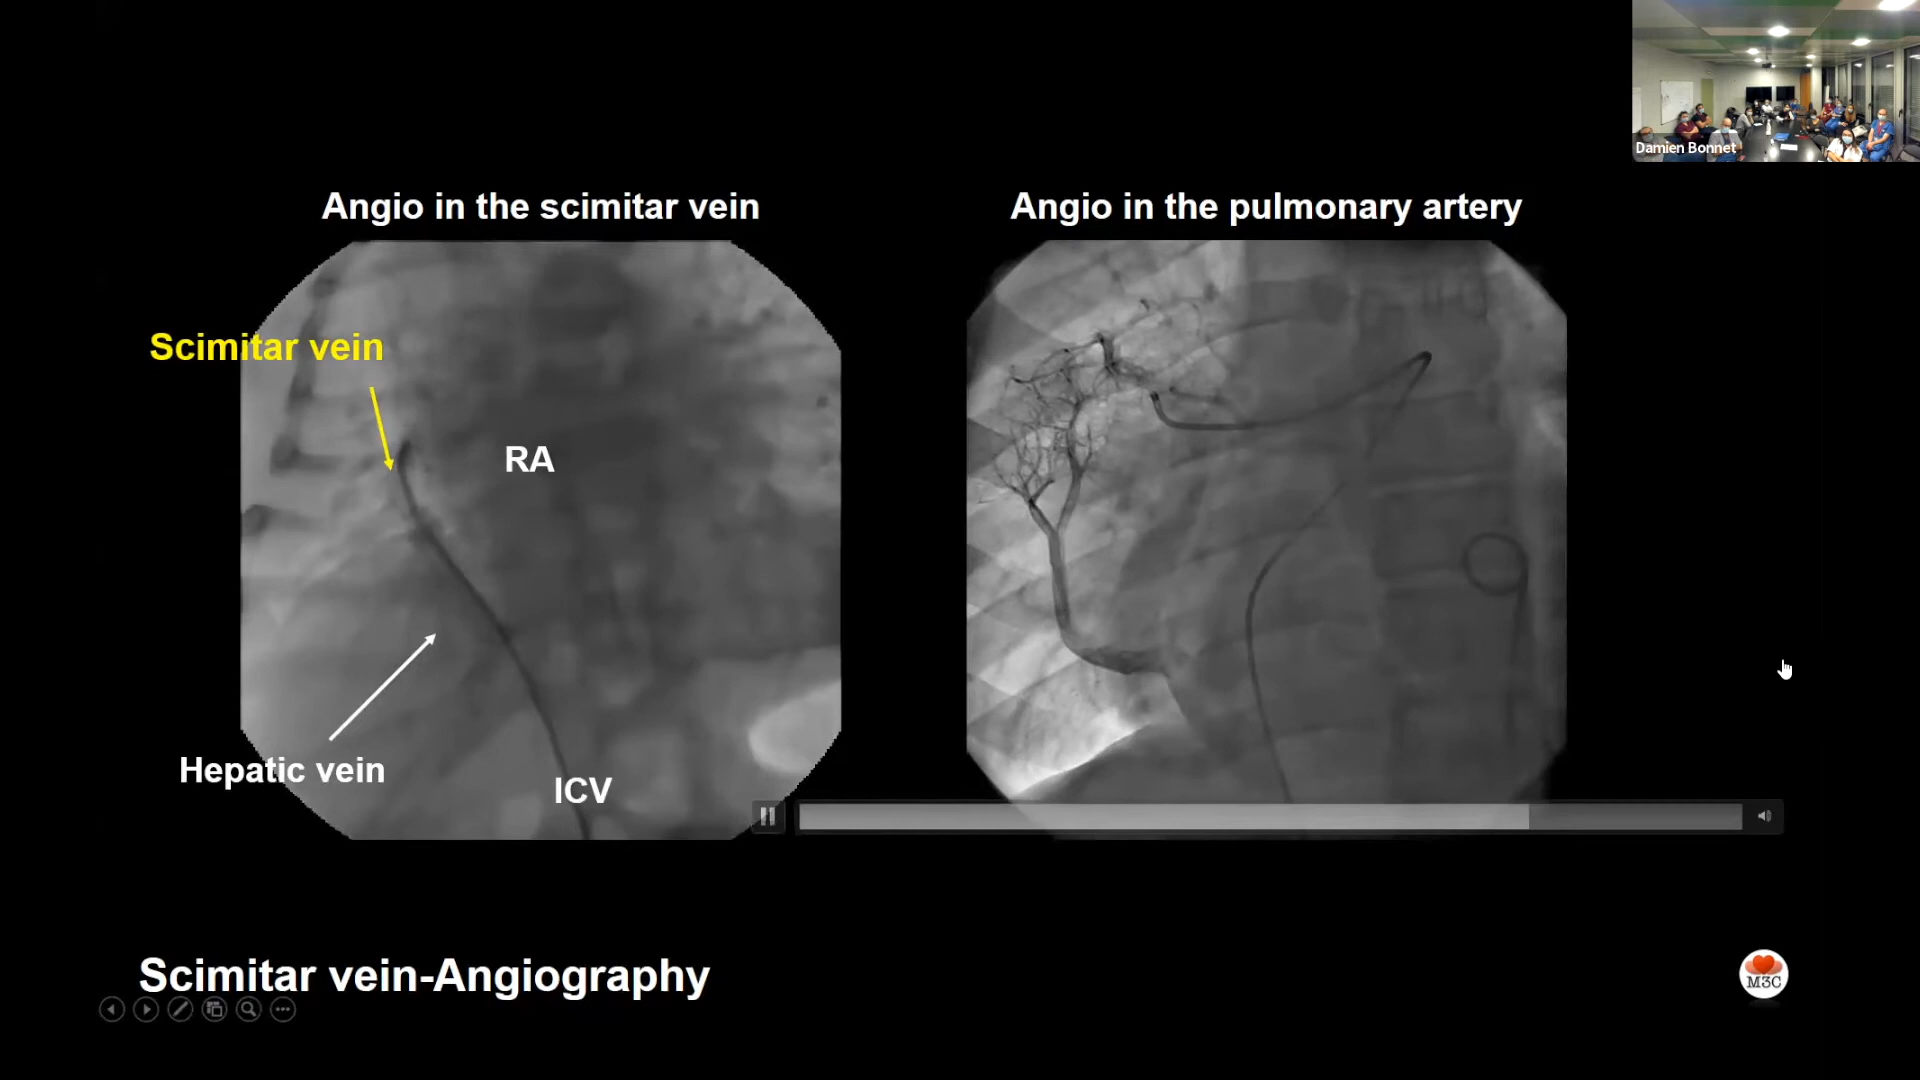 Damien Bonnet
Angio in the scimitar vein
Angio in the pulmonary artery
Scimitar vein
RA
Hepatic vein
ICV
Scimitar vein-Angiography
M3C